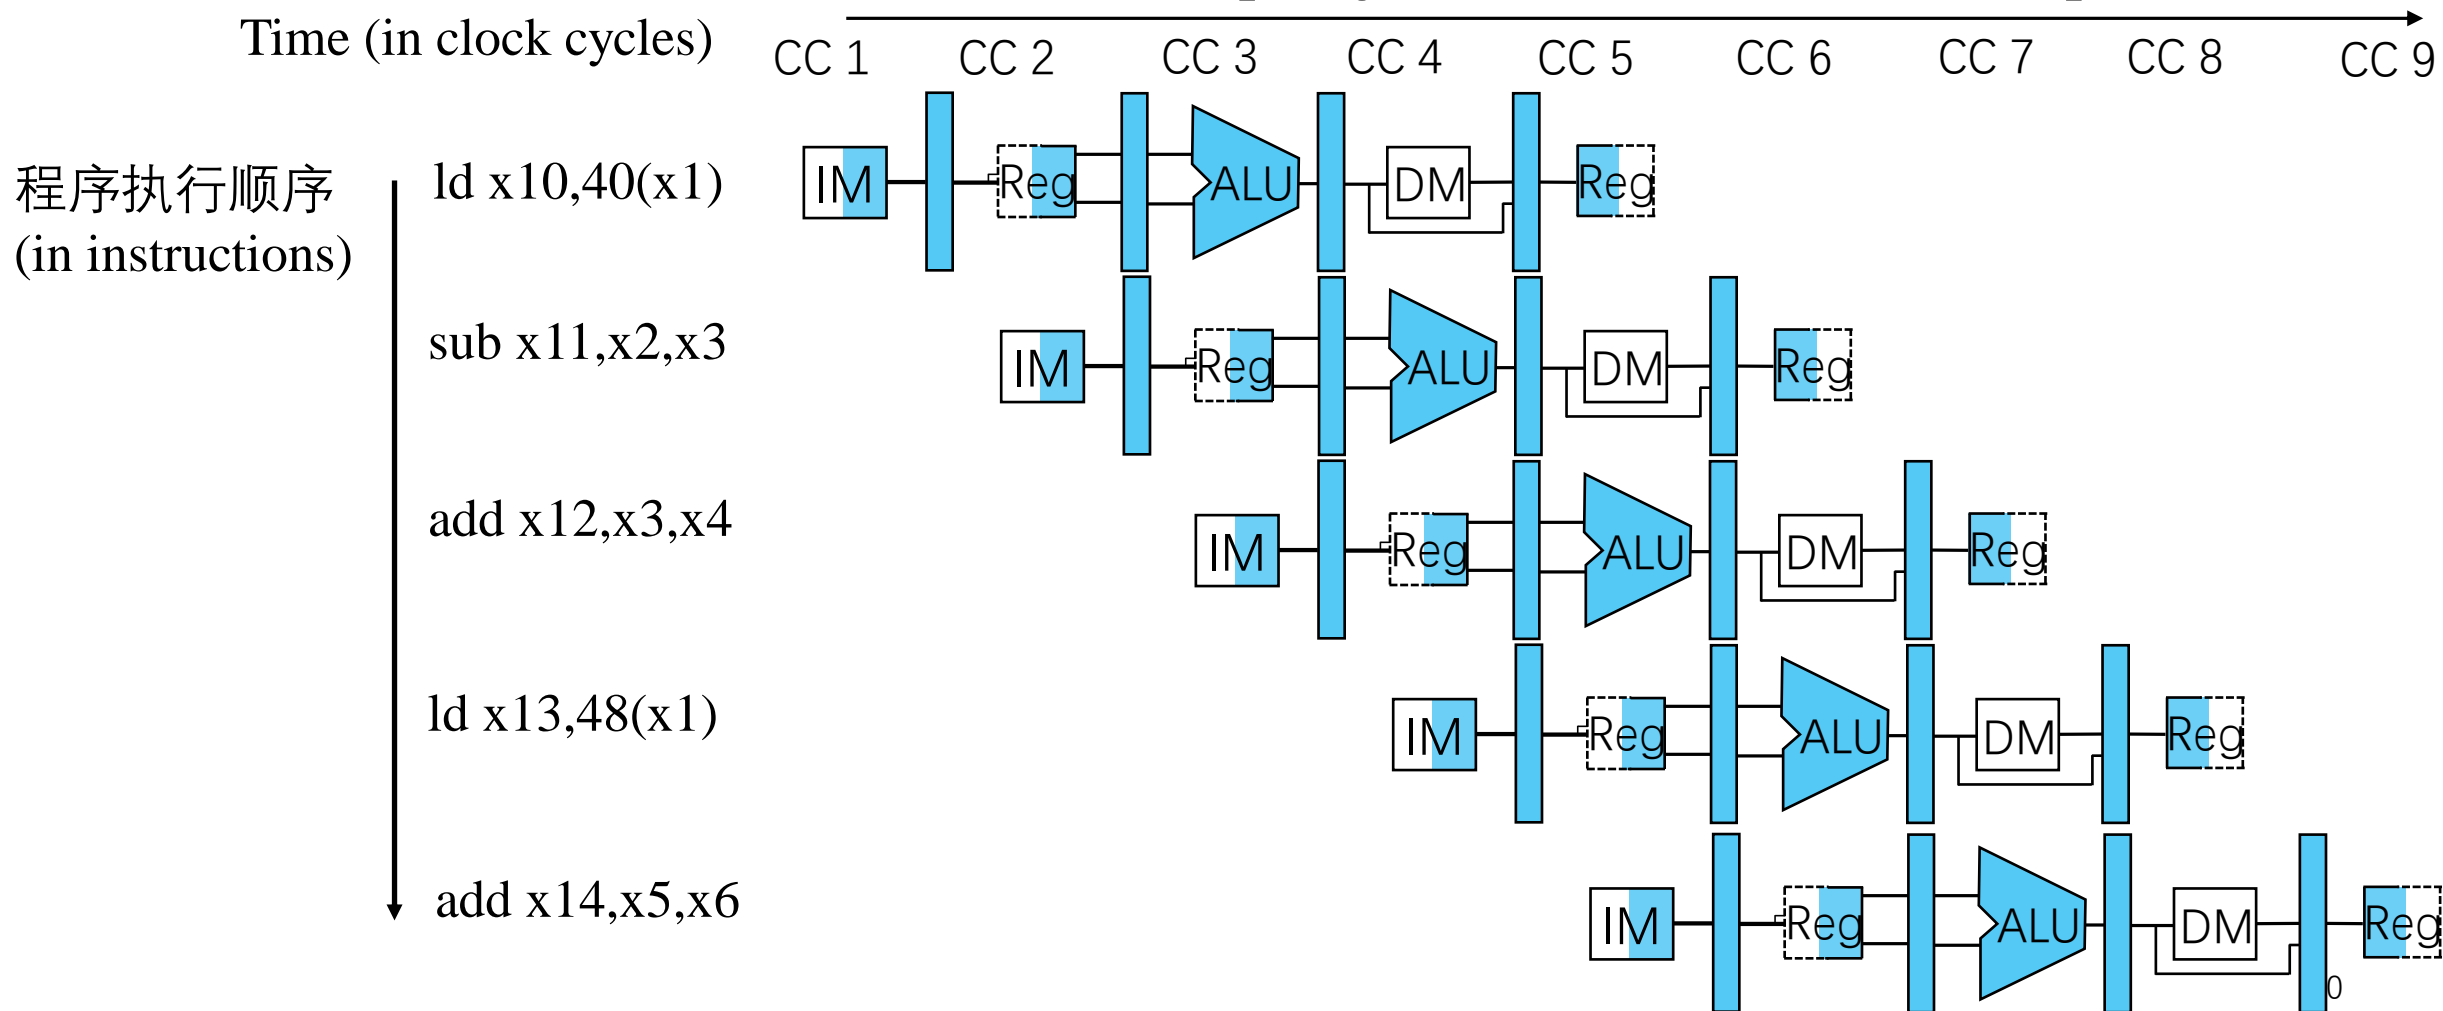 Time (in clock cycles)
CC 1 CC 2 CC 3 CC 4 CC 5 CC 6 CC 7 CC 8 CC 9
程序执行顺序
(in instructions)
ld x10,40(x1)
IM Reg ALU DM Reg
sub x11,x2,x3
IM Reg ALU DM Reg
add x12,x3,x4
IM Reg ALU DM Reg
ld x13,48(x1)
IM Reg ALU DM Reg
add x14,x5,x6
IM Reg ALU DM Reg
0